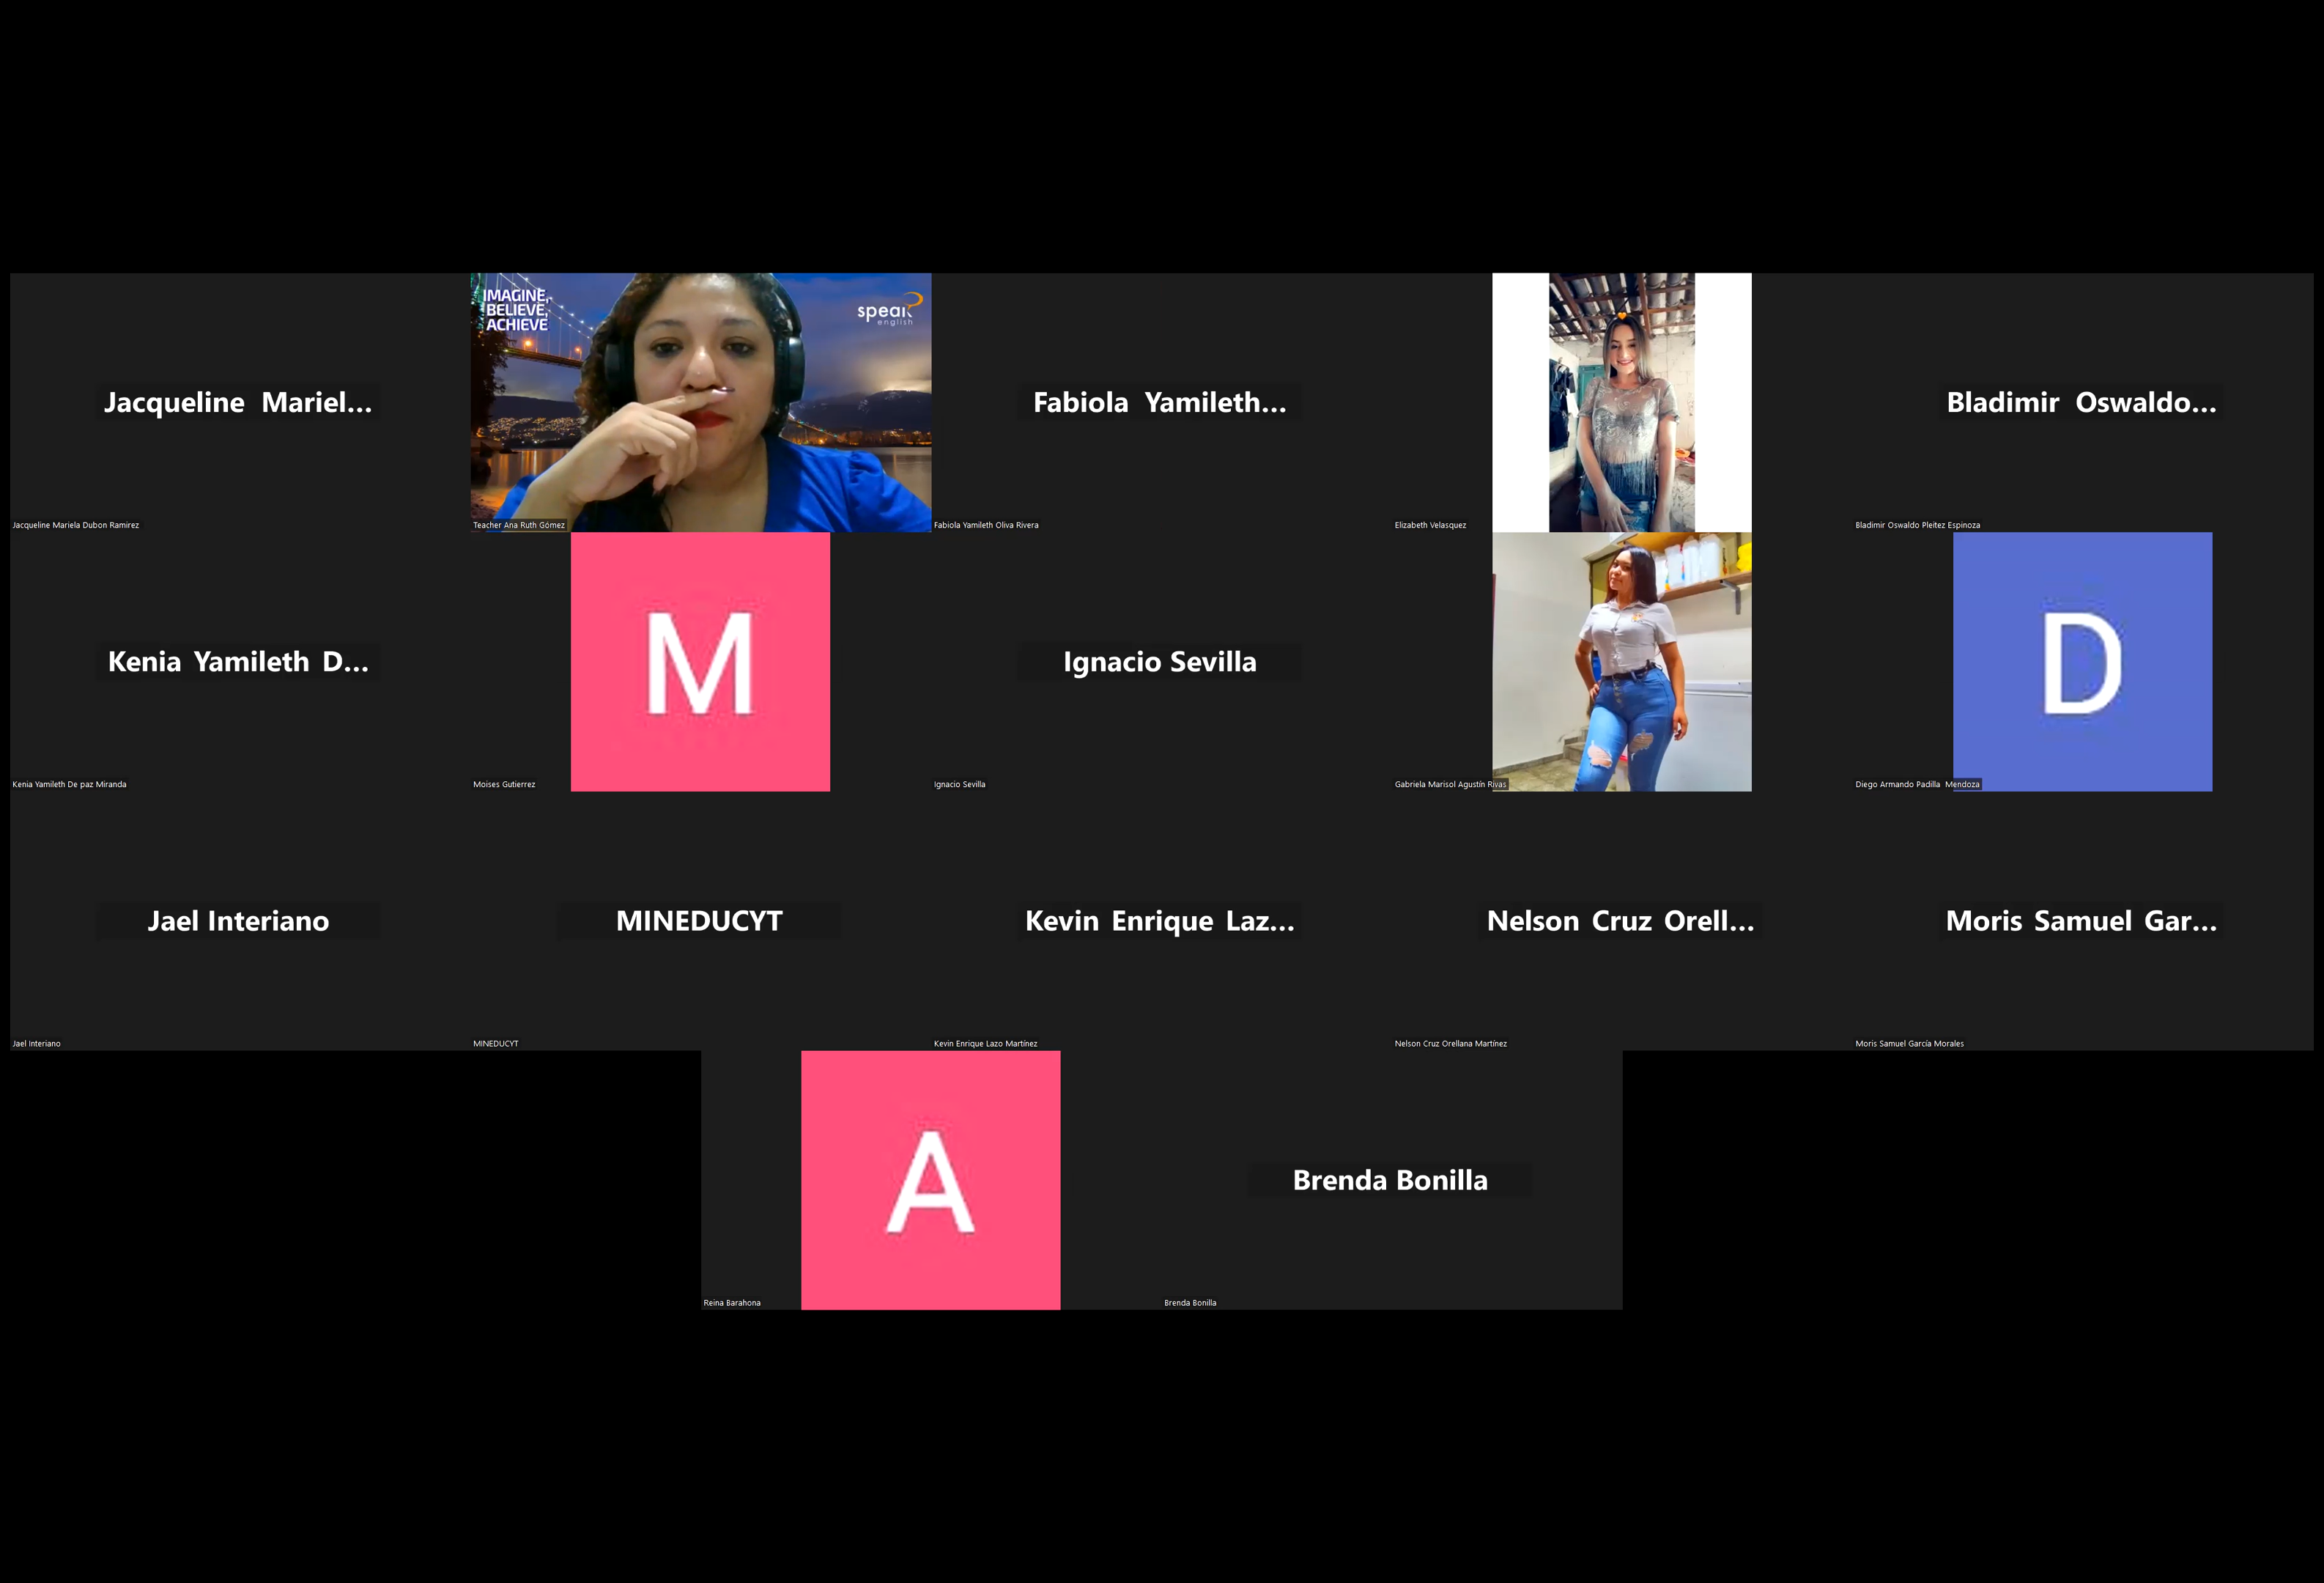 Jacqueline Mariel...
Jacqueline Mariela Dubon Ramirez
IMAGINE,
BELIEVE,
ACHIEVE
speak
english
Teacher Ana Ruth Gómez
Fabiola Yamileth...
Fabiola Yamileth Oliva Rivera
Elizabeth Velasquez
Bladimir Oswaldo...
Bladimir Oswaldo Pleitez Espinoza
Kenia Yamileth D...
Kenia Yamileth De paz Miranda
M
Moises Gutierrez
Ignacio Sevilla
Ignacio Sevilla
Gabriela Marisol Agustín Rivas
D
Diego Armando Padilla Mendoza
Jael Interiano
Jael Interiano
MINEDUCYT
MINEDUCYT
Kevin Enrique Laz...
Kevin Enrique Lazo Martínez
Nelson Cruz Orell...
Nelson Cruz Orellana Martínez
Moris Samuel Gar...
Moris Samuel García Morales
A
Reina Barahona
Brenda Bonilla
Brenda Bonilla